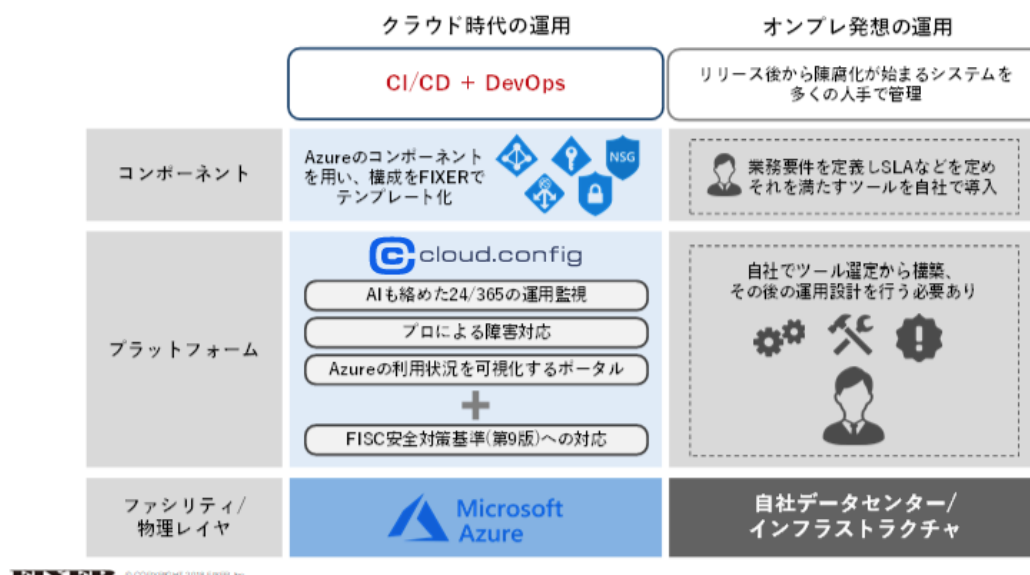 クラウド時代の運用
オンプレ発想の運用
CI/CD + DevOps
リリース後から陳腐化が始まるシステムを
多くの人手で管理
コンポーネント
Azureのコンポーネント
を用い、構成をFIXERで
テンプレート化
NSG
業務要件を定義しSLAなどを定め
それを満たすツールを自社で導入
プラットフォーム
cloud.config
AIも絡めた24/365の運用監視
プロによる障害対応
Azureの利用状況を可視化するポータル
+
FISC安全対策基準(第9版)への対応
自社でツール選定から構築、
その後の運用設計を行う必要あり
ファシリティ/
物理レイヤ
Microsoft
Azure
自社データセンター/
インフラストラクチャ